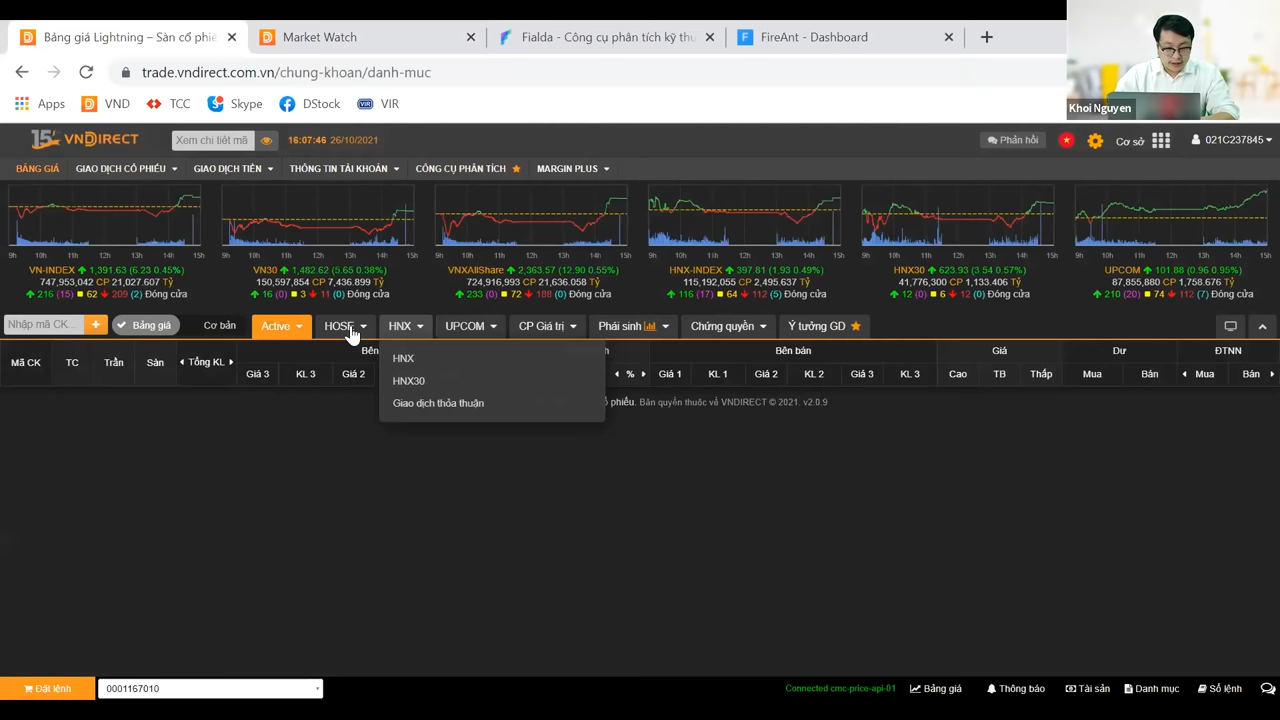 Bảng giá Lightning – Sàn cổ phiế
Market Watch
Fialda - Công cụ phân tích kỹ thu
FireAnt - Dashboard
trade.vndirect.com.vn/chung-khoan/danh-muc
Apps VND TCC Skype DStock VIR
Khoi Nguyen
15 VNDIRECT Xem chi tiết mã 16:07:46 26/10/2021 Phản hồi Cơ sở 021C237845
BẢNG GIÁ GIAO DỊCH CỔ PHIẾU GIAO DỊCH TIỀN THÔNG TIN TÀI KHOẢN CÔNG CỤ PHÂN TÍCH MARGIN PLUS
9h 10h 11h 12h 13h 14h 15h 9h 10h 11h 12h 13h 14h 15h 9h 10h 11h 12h 13h 14h 15h 9h 10h 11h 12h 13h 14h 15h 9h 10h 11h 12h 13h 14h 15h 9h 10h 11h 12h 13h 14h 15h
VN-INDEX 1,391.63 (6.23 0.45%) VN30 1,482.62 (5.65 0.38%) VNXAllShare 2,363.57 (12.90 0.55%) HNX-INDEX 397.81 (1.93 0.49%) HNX30 623.93 (3.54 0.57%) UPCOM 101.88 (0.96 0.95%)
747,953,042 CP 21,027.607 Tỷ 150,597,854 CP 7,436.899 Tỷ 724,916,993 CP 21,636.058 Tỷ 115,192,055 CP 2,495.637 Tỷ 41,776,300 CP 1,133.406 Tỷ 87,855,880 CP 1,758.676 Tỷ
216 (15) 62 209 (2) Đóng cửa 16 (0) 3 11 (0) Đóng cửa 233 (0) 72 188 (0) Đóng cửa 116 (17) 64 112 (5) Đóng cửa 12 (0) 6 12 (0) Đóng cửa 210 (20) 74 112 (7) Đóng cửa
Nhập mã CK... + Bảng giá Cơ bản Active HOSE HNX UPCOM CP Giá trị Phái sinh Chứng quyền Ý tưởng GD
Mã CK TC Trần Sàn Tổng KL Bên Bên bán Giá Dư ĐTNN
Giá 3 KL 3 Giá 2 % Giá 1 KL 1 Giá 2 KL 2 Giá 3 KL 3 Cao TB Thấp Mua Bán Mua Bán
HNX
HNX30
Giao dịch thỏa thuận
ổ phiếu. Bản quyền thuộc về VNDIRECT © 2021. v2.0.9
Đặt lệnh 0001167010 Connected cmc-price-api-01 Bảng giá Thông báo Tài sản Danh mục Sổ lệnh